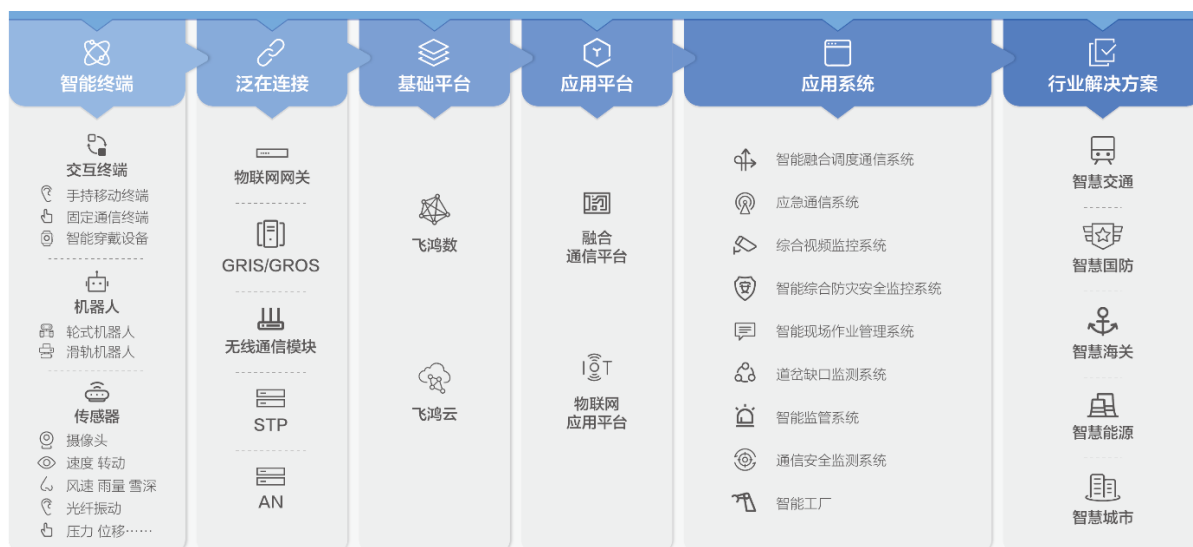 智能终端
交互终端
手持移动终端
固定通信终端
智能穿戴设备
机器人
轮式机器人
滑轨机器人
传感器
摄像头
速度 转动
风速 雨量 雪深
光纤振动
压力 位移……
泛在连接
物联网网关
GRIS/GROS
无线通信模块
STP
AN
基础平台
飞鸿数
飞鸿云
应用平台
融合
通信平台
IOT
物联网
应用平台
应用系统
智能融合调度通信系统
应急通信系统
综合视频监控系统
安
智能综合防灾安全监控系统
智能现场作业管理系统
道岔缺口监测系统
智能监管系统
通信安全监测系统
智能工厂
行业解决方案
智慧交通
智慧国防
智慧海关
智慧能源
智慧城市